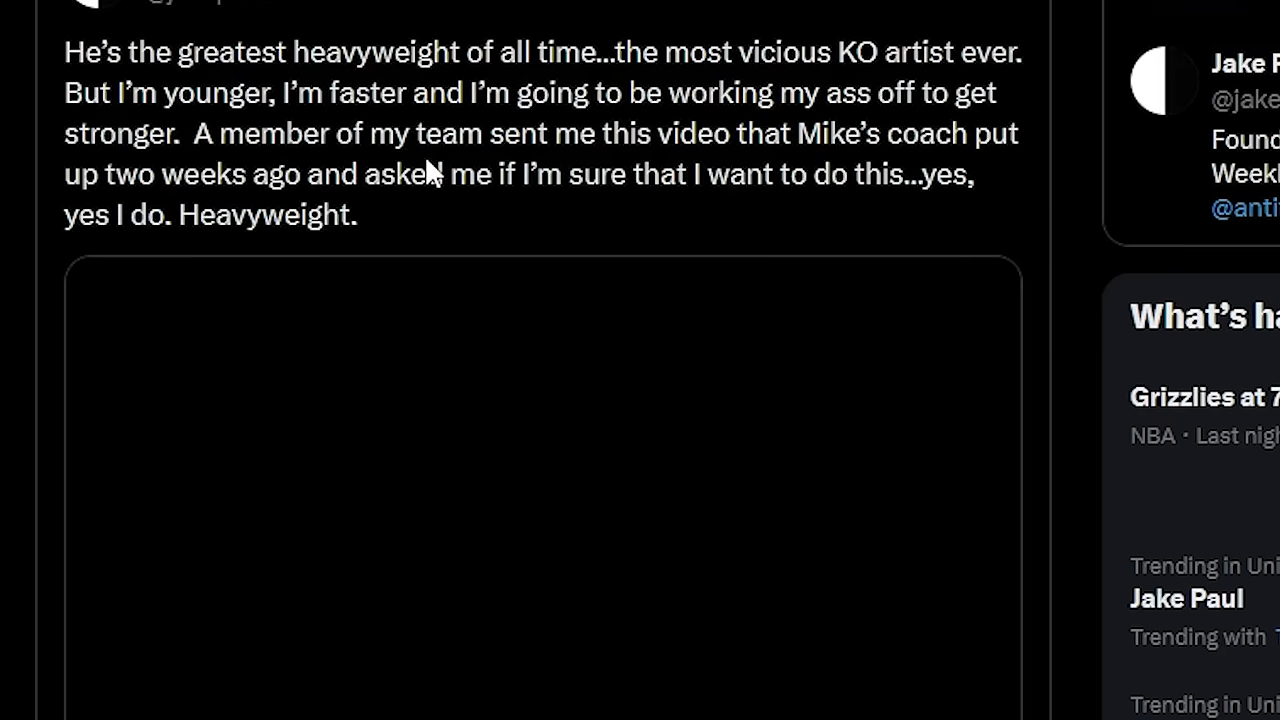 He’s the greatest heavyweight of all time...the most vicious KO artist ever.
But I’m younger, I’m faster and I’m going to be working my ass off to get
stronger.  A member of my team sent me this video that Mike’s coach put
up two weeks ago and asked me if I’m sure that I want to do this...yes,
yes I do. Heavyweight.
Jake
@jake
Found
Weekl
@anti
What’s ha
Grizzlies at 7
NBA · Last nigh
Trending in Uni
Jake Paul
Trending with
Trending in Uni